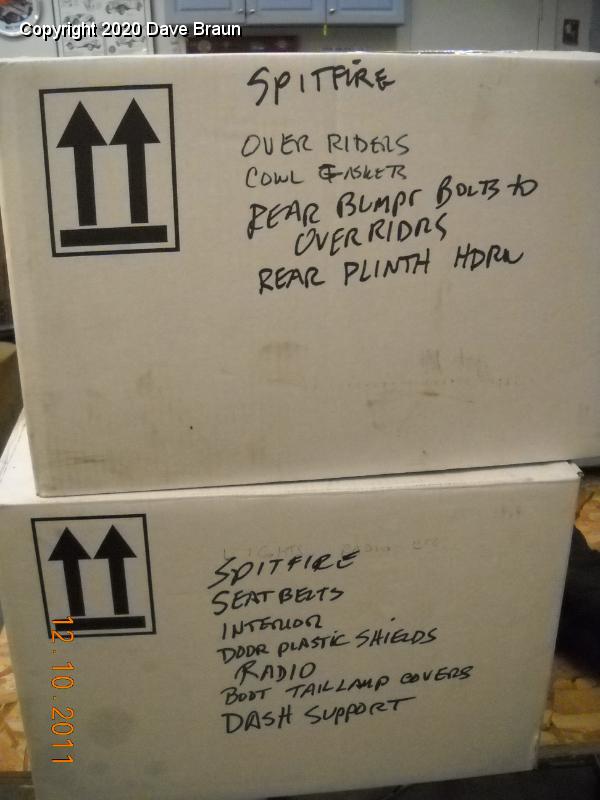 Copyright 2020 Dave Braun
SPITFIRE
OVER RIDERS
COWL GASKETS
REAR BUMPR BOLTS to
OVERRIDRS
REAR PLINTH HDRW
SPITFIRE
SEATBELTS
INTERIOR
DOOR PLASTIC SHIELDS
RADIO
BOOT TAILLAMP COVERS
DASH SUPPORT
12.10.2011